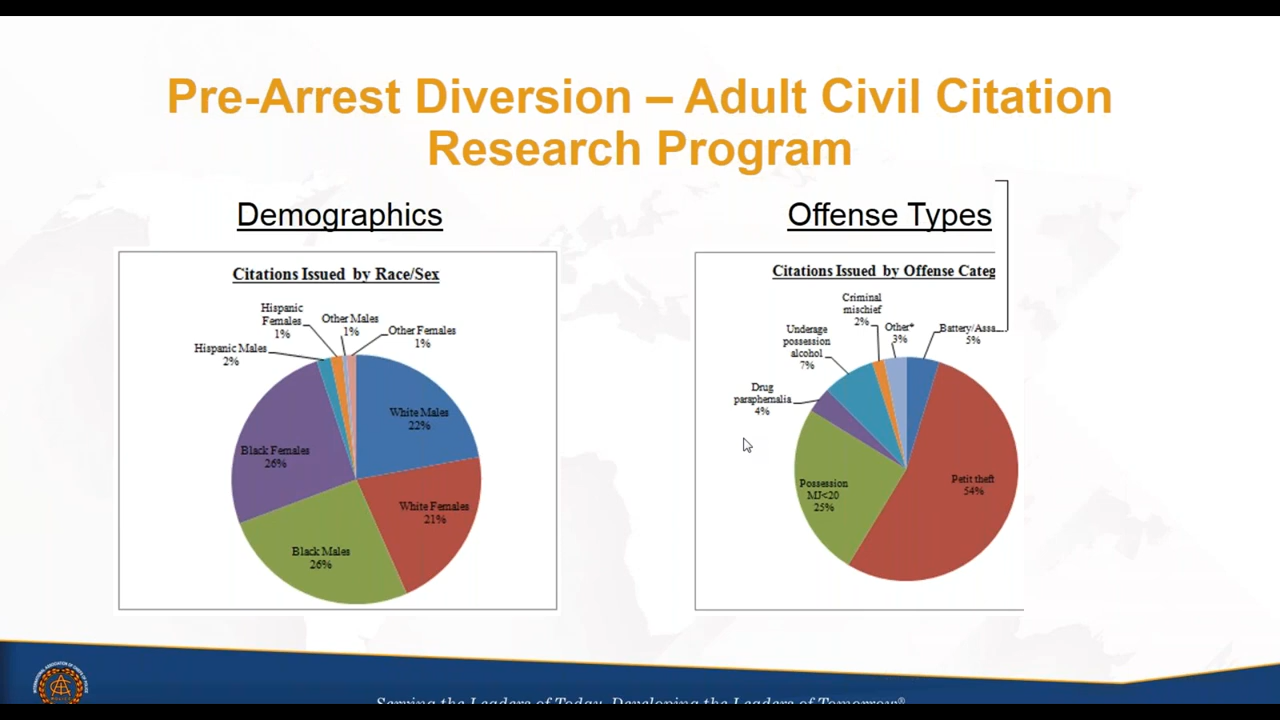 Pre-Arrest Diversion – Adult Civil Citation
Research Program
Demographics
Citations Issued by Race/Sex
Hispanic
Females
1%
Other Males
1%
Other Females
1%
Hispanic Males
2%
White Males
22%
Black Females
26%
White Females
21%
Black Males
26%
Offense Types
Citations Issued by Offense Categ
Criminal
mischief
2%
Other*
3%
Battery/Assa...
5%
Underage
possession
alcohol
7%
Drug
paraphernalia
4%
Possession
MJ<20
25%
Petit theft
54%
Serving the Leaders of Today, Developing the Leaders of Tomorrow®